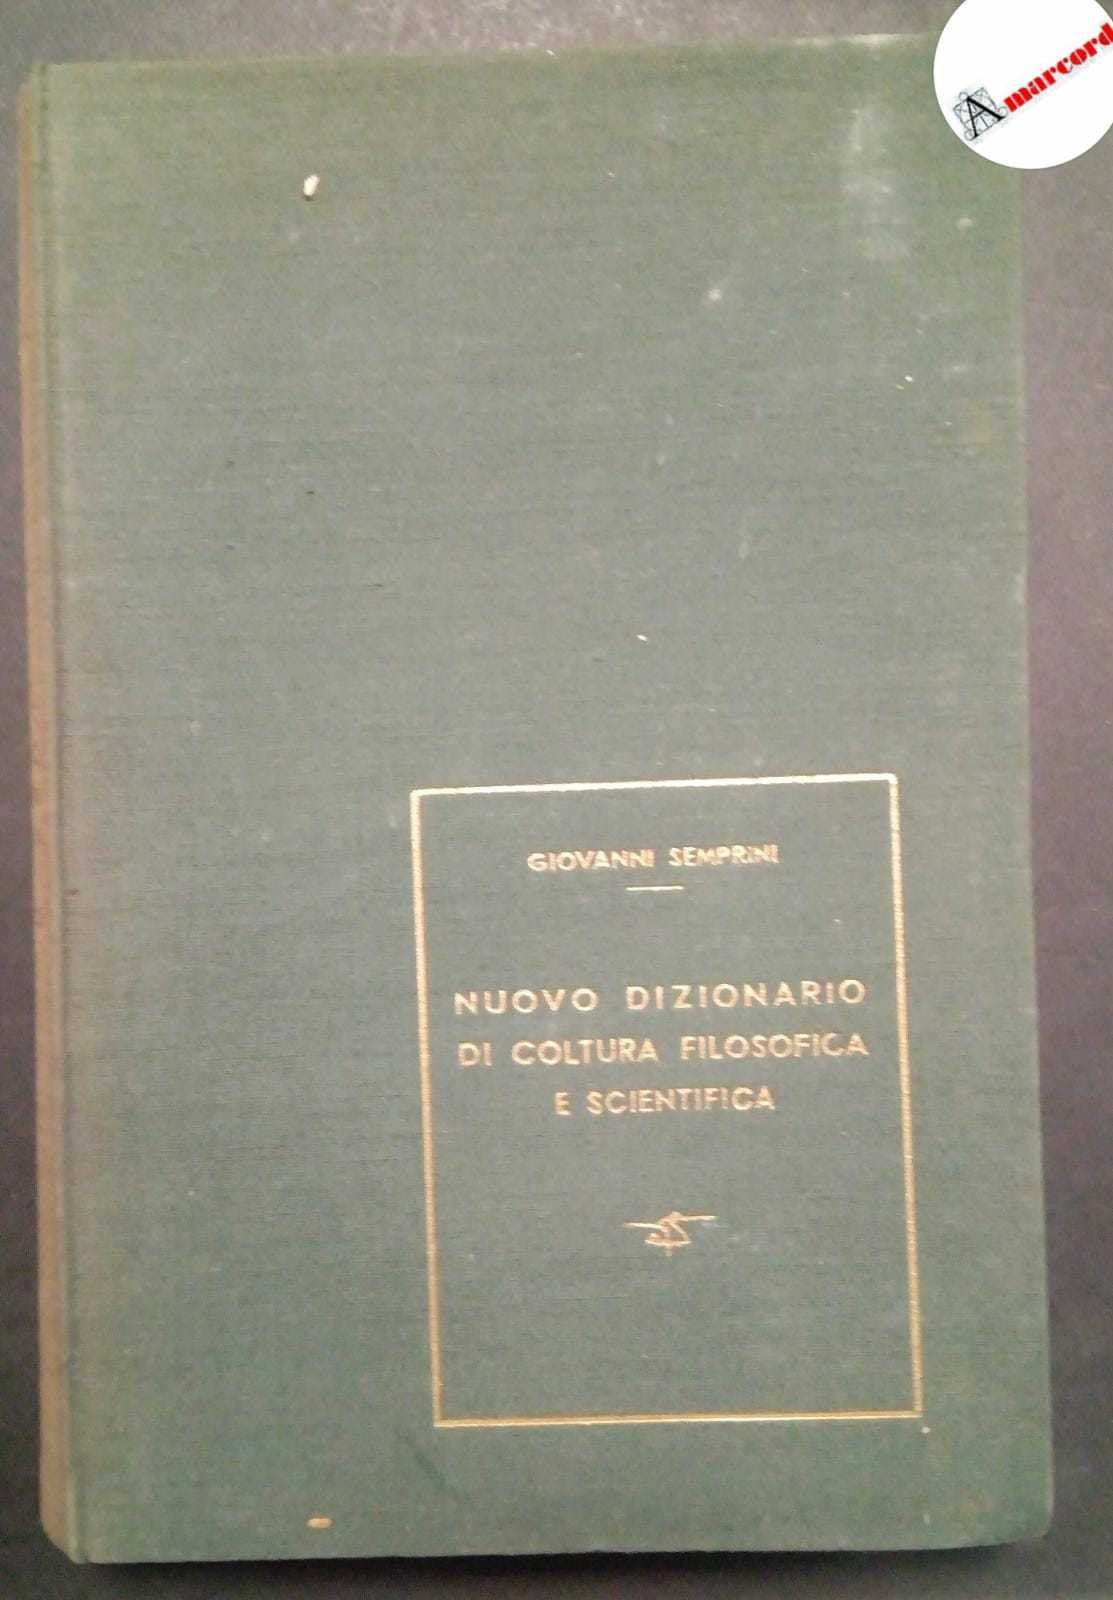 Amarcord
GIOVANNI SEMPRINI
NUOVO DIZIONARIO
DI COLTURA FILOSOFICA
E SCIENTIFICA